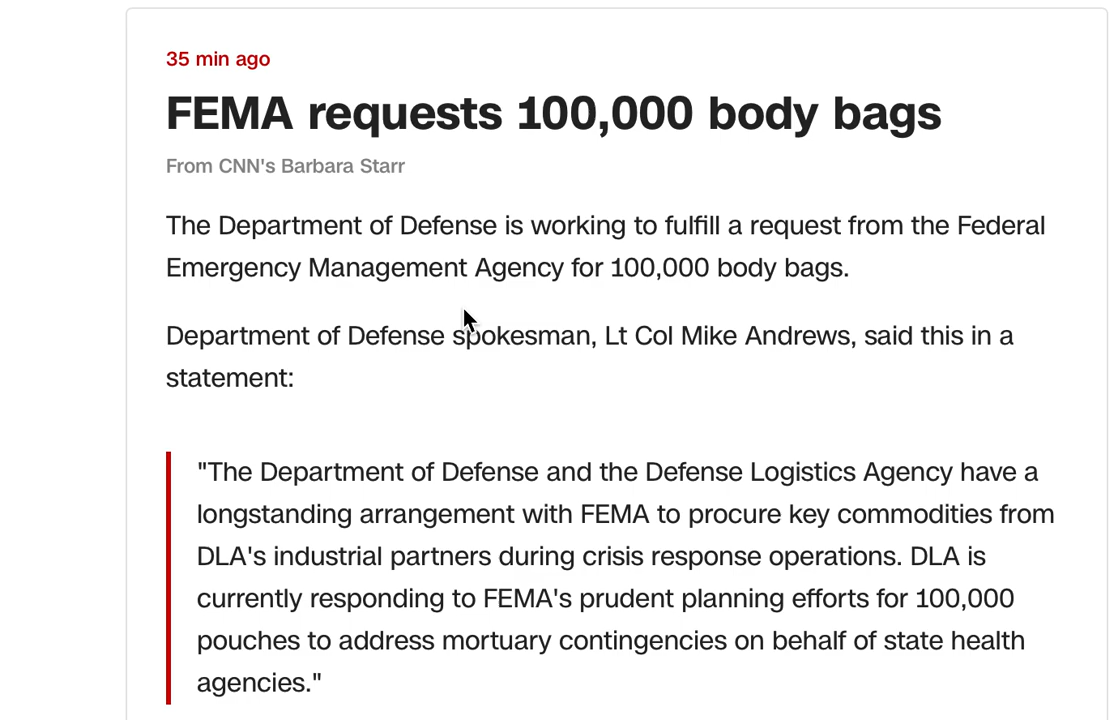 35 min ago
FEMA requests 100,000 body bags
From CNN's Barbara Starr
The Department of Defense is working to fulfill a request from the Federal
Emergency Management Agency for 100,000 body bags.
Department of Defense spokesman, Lt Col Mike Andrews, said this in a
statement:
"The Department of Defense and the Defense Logistics Agency have a
longstanding arrangement with FEMA to procure key commodities from
DLA's industrial partners during crisis response operations. DLA is
currently responding to FEMA's prudent planning efforts for 100,000
pouches to address mortuary contingencies on behalf of state health
agencies."